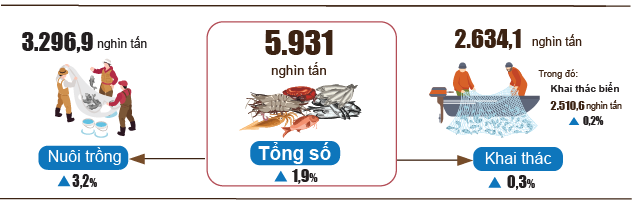 3.296,9 nghìn tấn
Nuôi trồng
▲ 3,2%
5.931
nghìn tấn
Tổng số
▲ 1,9%
2.634,1 nghìn tấn
Trong đó:
Khai thác biển
2.510,6 nghìn tấn
▲ 0,2%
Khai thác
▲ 0,3%